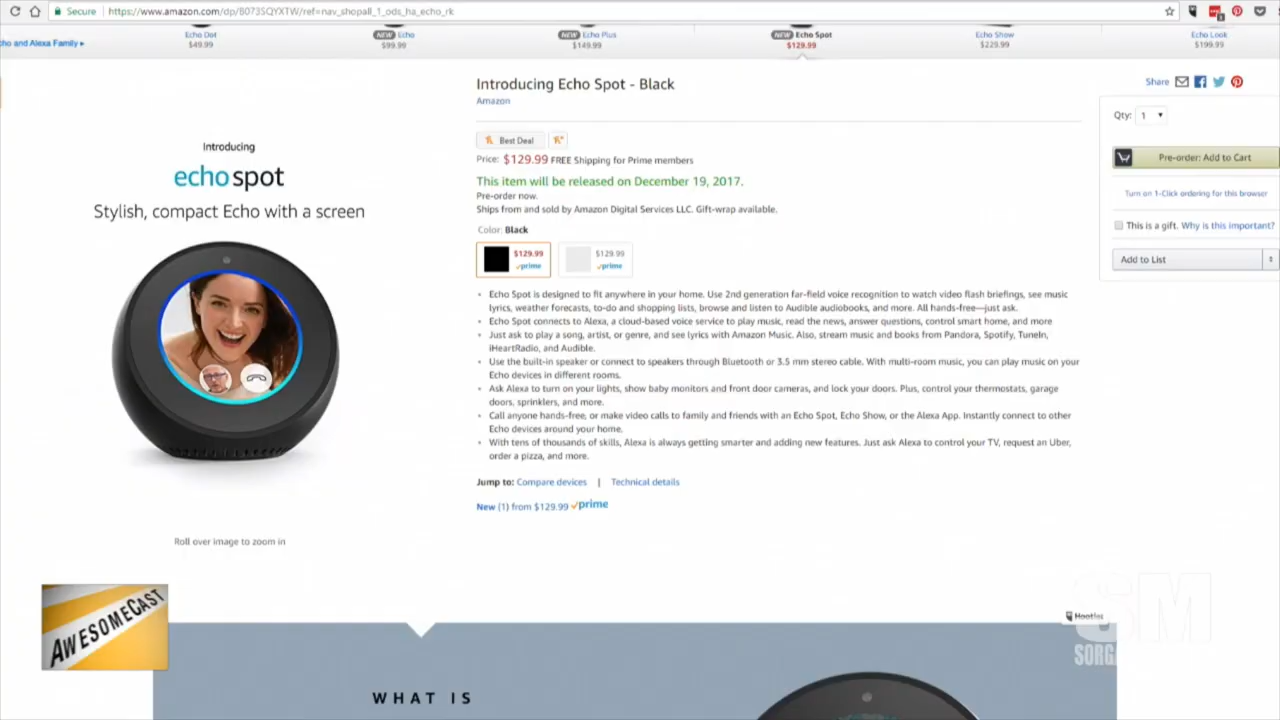 Secure https://www.amazon.com/dp/B073SQYXTW/ref=nav_shopall_1_ods_ha_echo_rk
Echo Dot
NEW Echo
NEW Echo Plus
NEW Echo Spot
Echo Show
Echo Look
and Alexa Family ▸
$49.99
$99.99
$149.99
$129.99
$229.99
$199.99
Introducing Echo Spot - Black
Amazon
Share
Qty: 1
Introducing
echo spot
Stylish, compact Echo with a screen
Best Deal
Price: $129.99 FREE Shipping for Prime members
This item will be released on December 19, 2017.
Pre-order now.
Ships from and sold by Amazon Digital Services LLC. Gift-wrap available.
Color: Black
$129.99
prime
$129.99
prime
Pre-order: Add to Cart
Turn on 1-Click ordering for this browser
This is a gift. Why is this important?
Add to List
• Echo Spot is designed to fit anywhere in your home. Use 2nd generation far-field voice recognition to watch video flash briefings, see music
lyrics, weather forecasts, to-do and shopping lists, browse and listen to Audible audiobooks, and more. All hands-free—just ask.
• Echo Spot connects to Alexa, a cloud-based voice service to play music, read the news, answer questions, control smart home, and more
• Just ask to play a song, artist, or genre, and see lyrics with Amazon Music. Also, stream music and books from Pandora, Spotify, TuneIn,
iHeartRadio, and Audible.
• Use the built-in speaker or connect to speakers through Bluetooth or 3.5 mm stereo cable. With multi-room music, you can play music on your
Echo devices in different rooms.
• Ask Alexa to turn on your lights, show baby monitors and front door cameras, and lock your doors. Plus, control your thermostats, garage
doors, sprinklers, and more.
• Call anyone hands-free, or make video calls to family and friends with an Echo Spot, Echo Show, or the Alexa App. Instantly connect to other
Echo devices around your home.
• With tens of thousands of skills, Alexa is always getting smarter and adding new features. Just ask Alexa to control your TV, request an Uber,
order a pizza, and more.
Jump to: Compare devices | Technical details
New (1) from $129.99 prime
Roll over image to zoom in
AWESOMECAST
Hootlet
SM
SORGA
WHAT IS